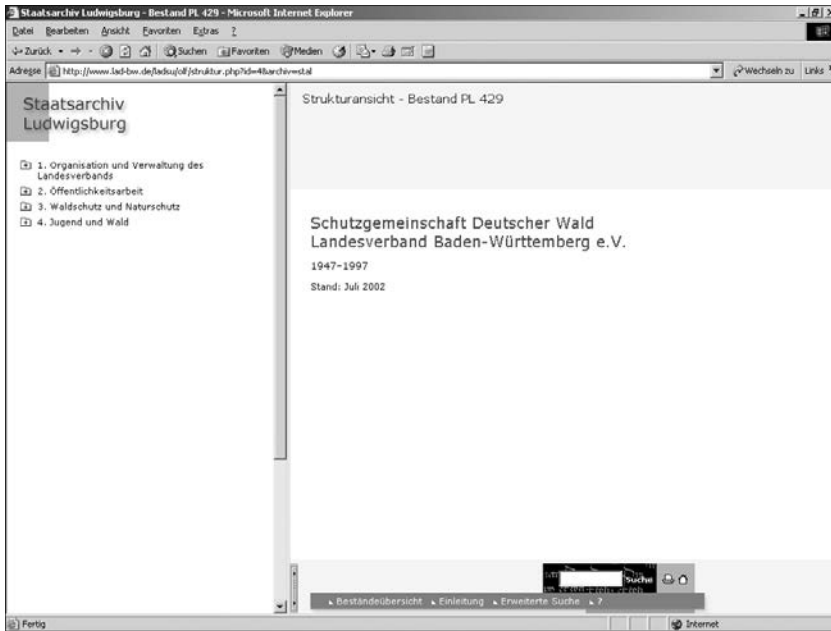 Staatsarchiv Ludwigsburg - Bestand PL 429 - Microsoft Internet Explorer
Datei Bearbeiten Ansicht Favoriten Extras ?
Zurück Suchen Favoriten Medien
Adresse http://www.lad-bw.de/ladsu/olf/struktur.php?id=4&archiv=stal Wechseln zu Links
Staatsarchiv
Ludwigsburg
1. Organisation und Verwaltung des
Landesverbands
2. Öffentlichkeitsarbeit
3. Waldschutz und Naturschutz
4. Jugend und Wald
Strukturansicht - Bestand PL 429
Schutzgemeinschaft Deutscher Wald
Landesverband Baden-Württemberg e.V.
1947-1997
Stand: Juli 2002
Suche
Beständeübersicht Einleitung Erweiterte Suche ?
Fertig Internet